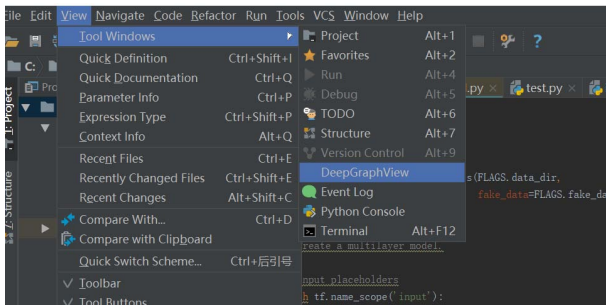 File Edit View Navigate Code Refactor Run Tools VCS Window Help
Tool Windows
Quick Definition Ctrl+Shift+I
Quick Documentation Ctrl+Q
Parameter Info Ctrl+P
Expression Type Ctrl+Shift+P
Context Info Alt+Q
Recent Files Ctrl+E
Recently Changed Files Ctrl+Shift+E
Recent Changes Alt+Shift+C
Compare With... Ctrl+D
Compare with Clipboard
Quick Switch Scheme... Ctrl+后引号
Toolbar
Tool Buttons
Project Alt+1
Favorites Alt+2
Run Alt+4
Debug Alt+5
TODO Alt+6
Structure Alt+7
Version Control Alt+9
DeepGraphView
Event Log
Python Console
Terminal Alt+F12
C:
Pro
1: Project
Z: Structure
.py
test.py
s(FLAGS.data_dir,
fake_data=FLAGS.fake_da
reate a multilayer model.
nput placeholders
h tf.name_scope('input'):